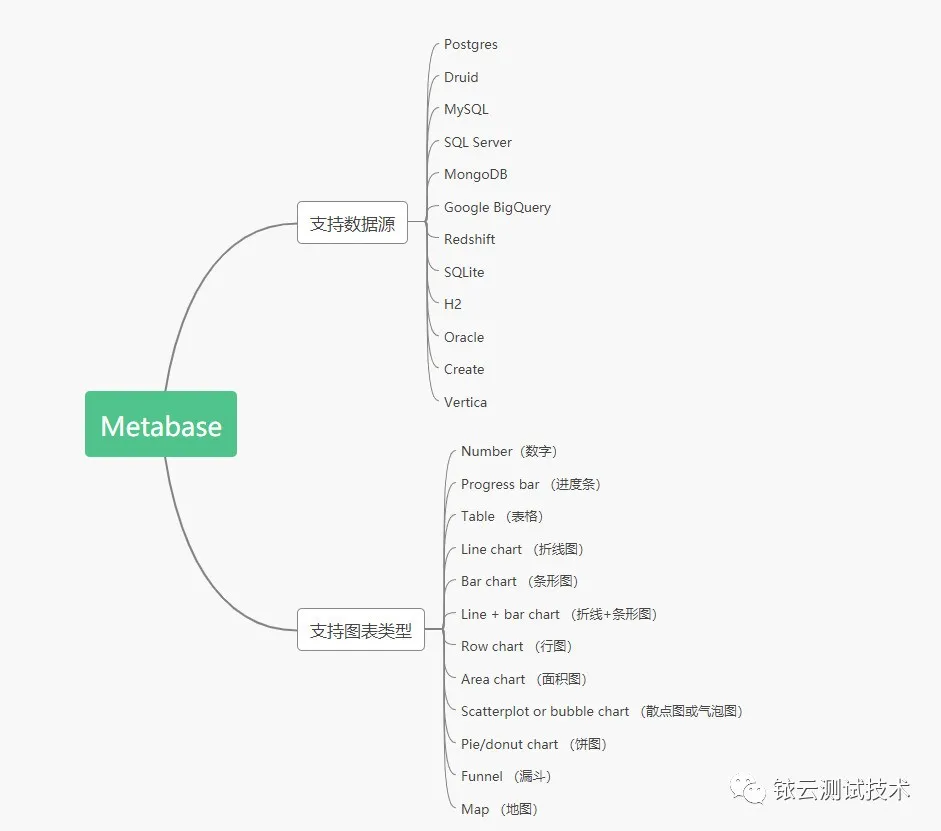 Postgres
Druid
MySQL
SQL Server
MongoDB
Google BigQuery
支持数据源
Redshift
SQLite
H2
Oracle
Create
Vertica
Metabase
Number（数字）
Progress bar （进度条）
Table （表格）
Line chart （折线图）
Bar chart （条形图）
Line + bar chart （折线+条形图）
支持图表类型
Row chart （行图）
Area chart （面积图）
Scatterplot or bubble chart （散点图或气泡图）
Pie/donut chart （饼图）
Funnel （漏斗）
Map （地图）
铱云测试技术